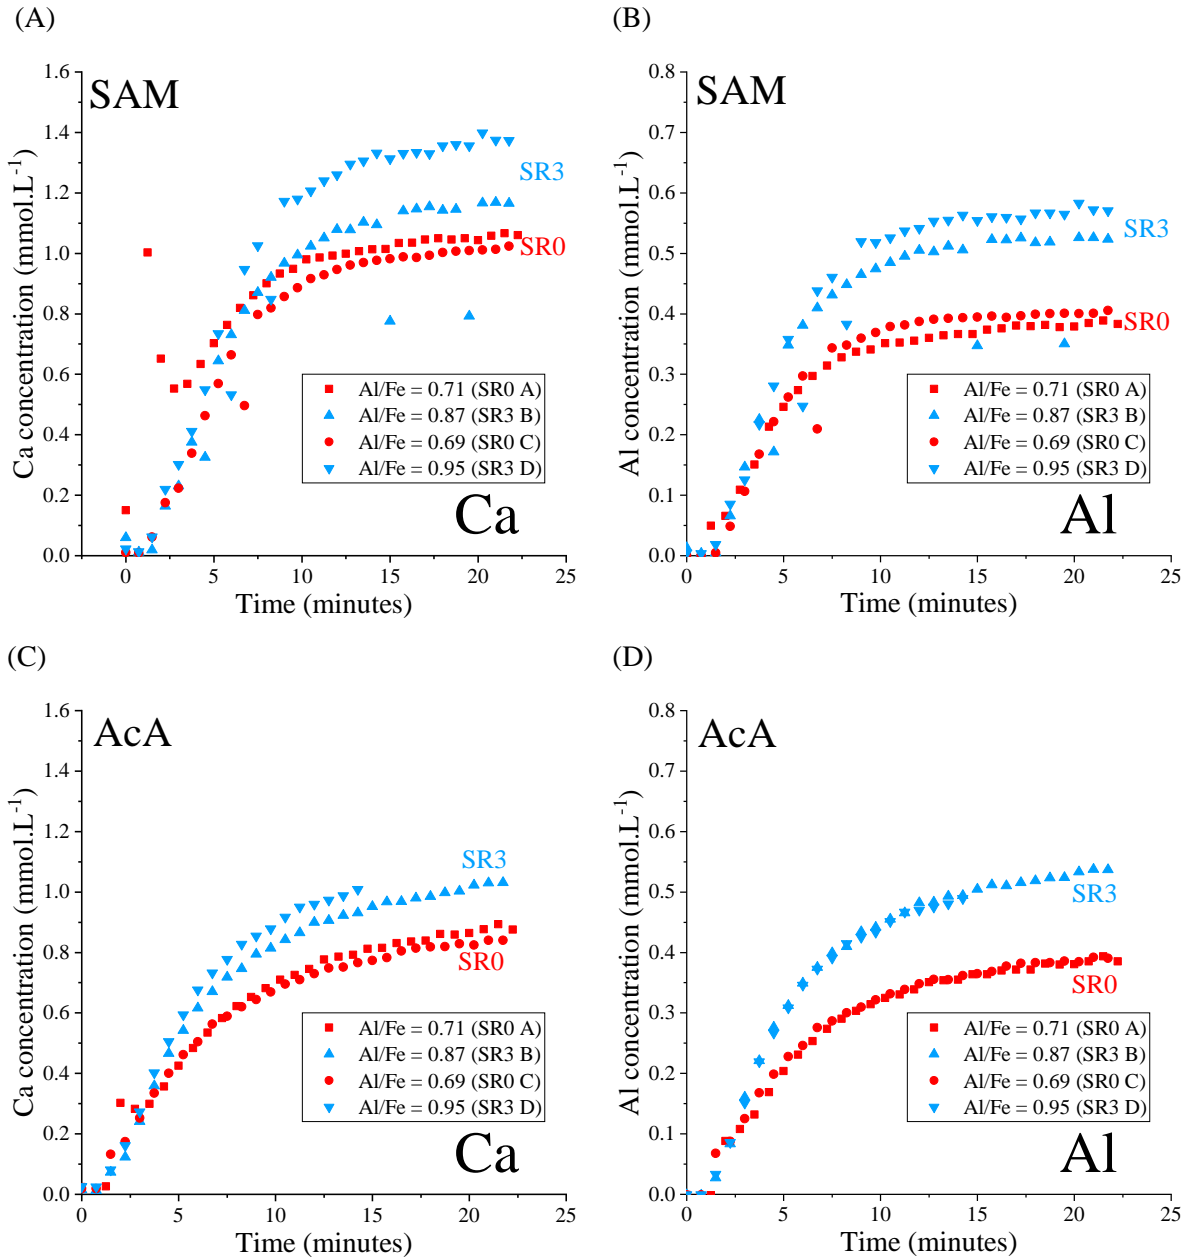 (A)
SAM
Ca concentration (mmol.L-1)
1.6
1.4
1.2
1.0
0.8
0.6
0.4
0.2
0.0
SR3
SR0
Al/Fe = 0.71 (SR0 A)
Al/Fe = 0.87 (SR3 B)
Al/Fe = 0.69 (SR0 C)
Al/Fe = 0.95 (SR3 D)
Ca
0 5 10 15 20 25
Time (minutes)
(B)
SAM
Al concentration (mmol.L-1)
0.8
0.7
0.6
0.5
0.4
0.3
0.2
0.1
0.0
SR3
SR0
Al/Fe = 0.71 (SR0 A)
Al/Fe = 0.87 (SR3 B)
Al/Fe = 0.69 (SR0 C)
Al/Fe = 0.95 (SR3 D)
Al
0 5 10 15 20 25
Time (minutes)
(C)
AcA
Ca concentration (mmol.L-1)
1.6
1.4
1.2
1.0
0.8
0.6
0.4
0.2
0.0
SR3
SR0
Al/Fe = 0.71 (SR0 A)
Al/Fe = 0.87 (SR3 B)
Al/Fe = 0.69 (SR0 C)
Al/Fe = 0.95 (SR3 D)
Ca
0 5 10 15 20 25
Time (minutes)
(D)
AcA
Al concentration (mmol.L-1)
0.8
0.7
0.6
0.5
0.4
0.3
0.2
0.1
0.0
SR3
SR0
Al/Fe = 0.71 (SR0 A)
Al/Fe = 0.87 (SR3 B)
Al/Fe = 0.69 (SR0 C)
Al/Fe = 0.95 (SR3 D)
Al
0 5 10 15 20 25
Time (minutes)